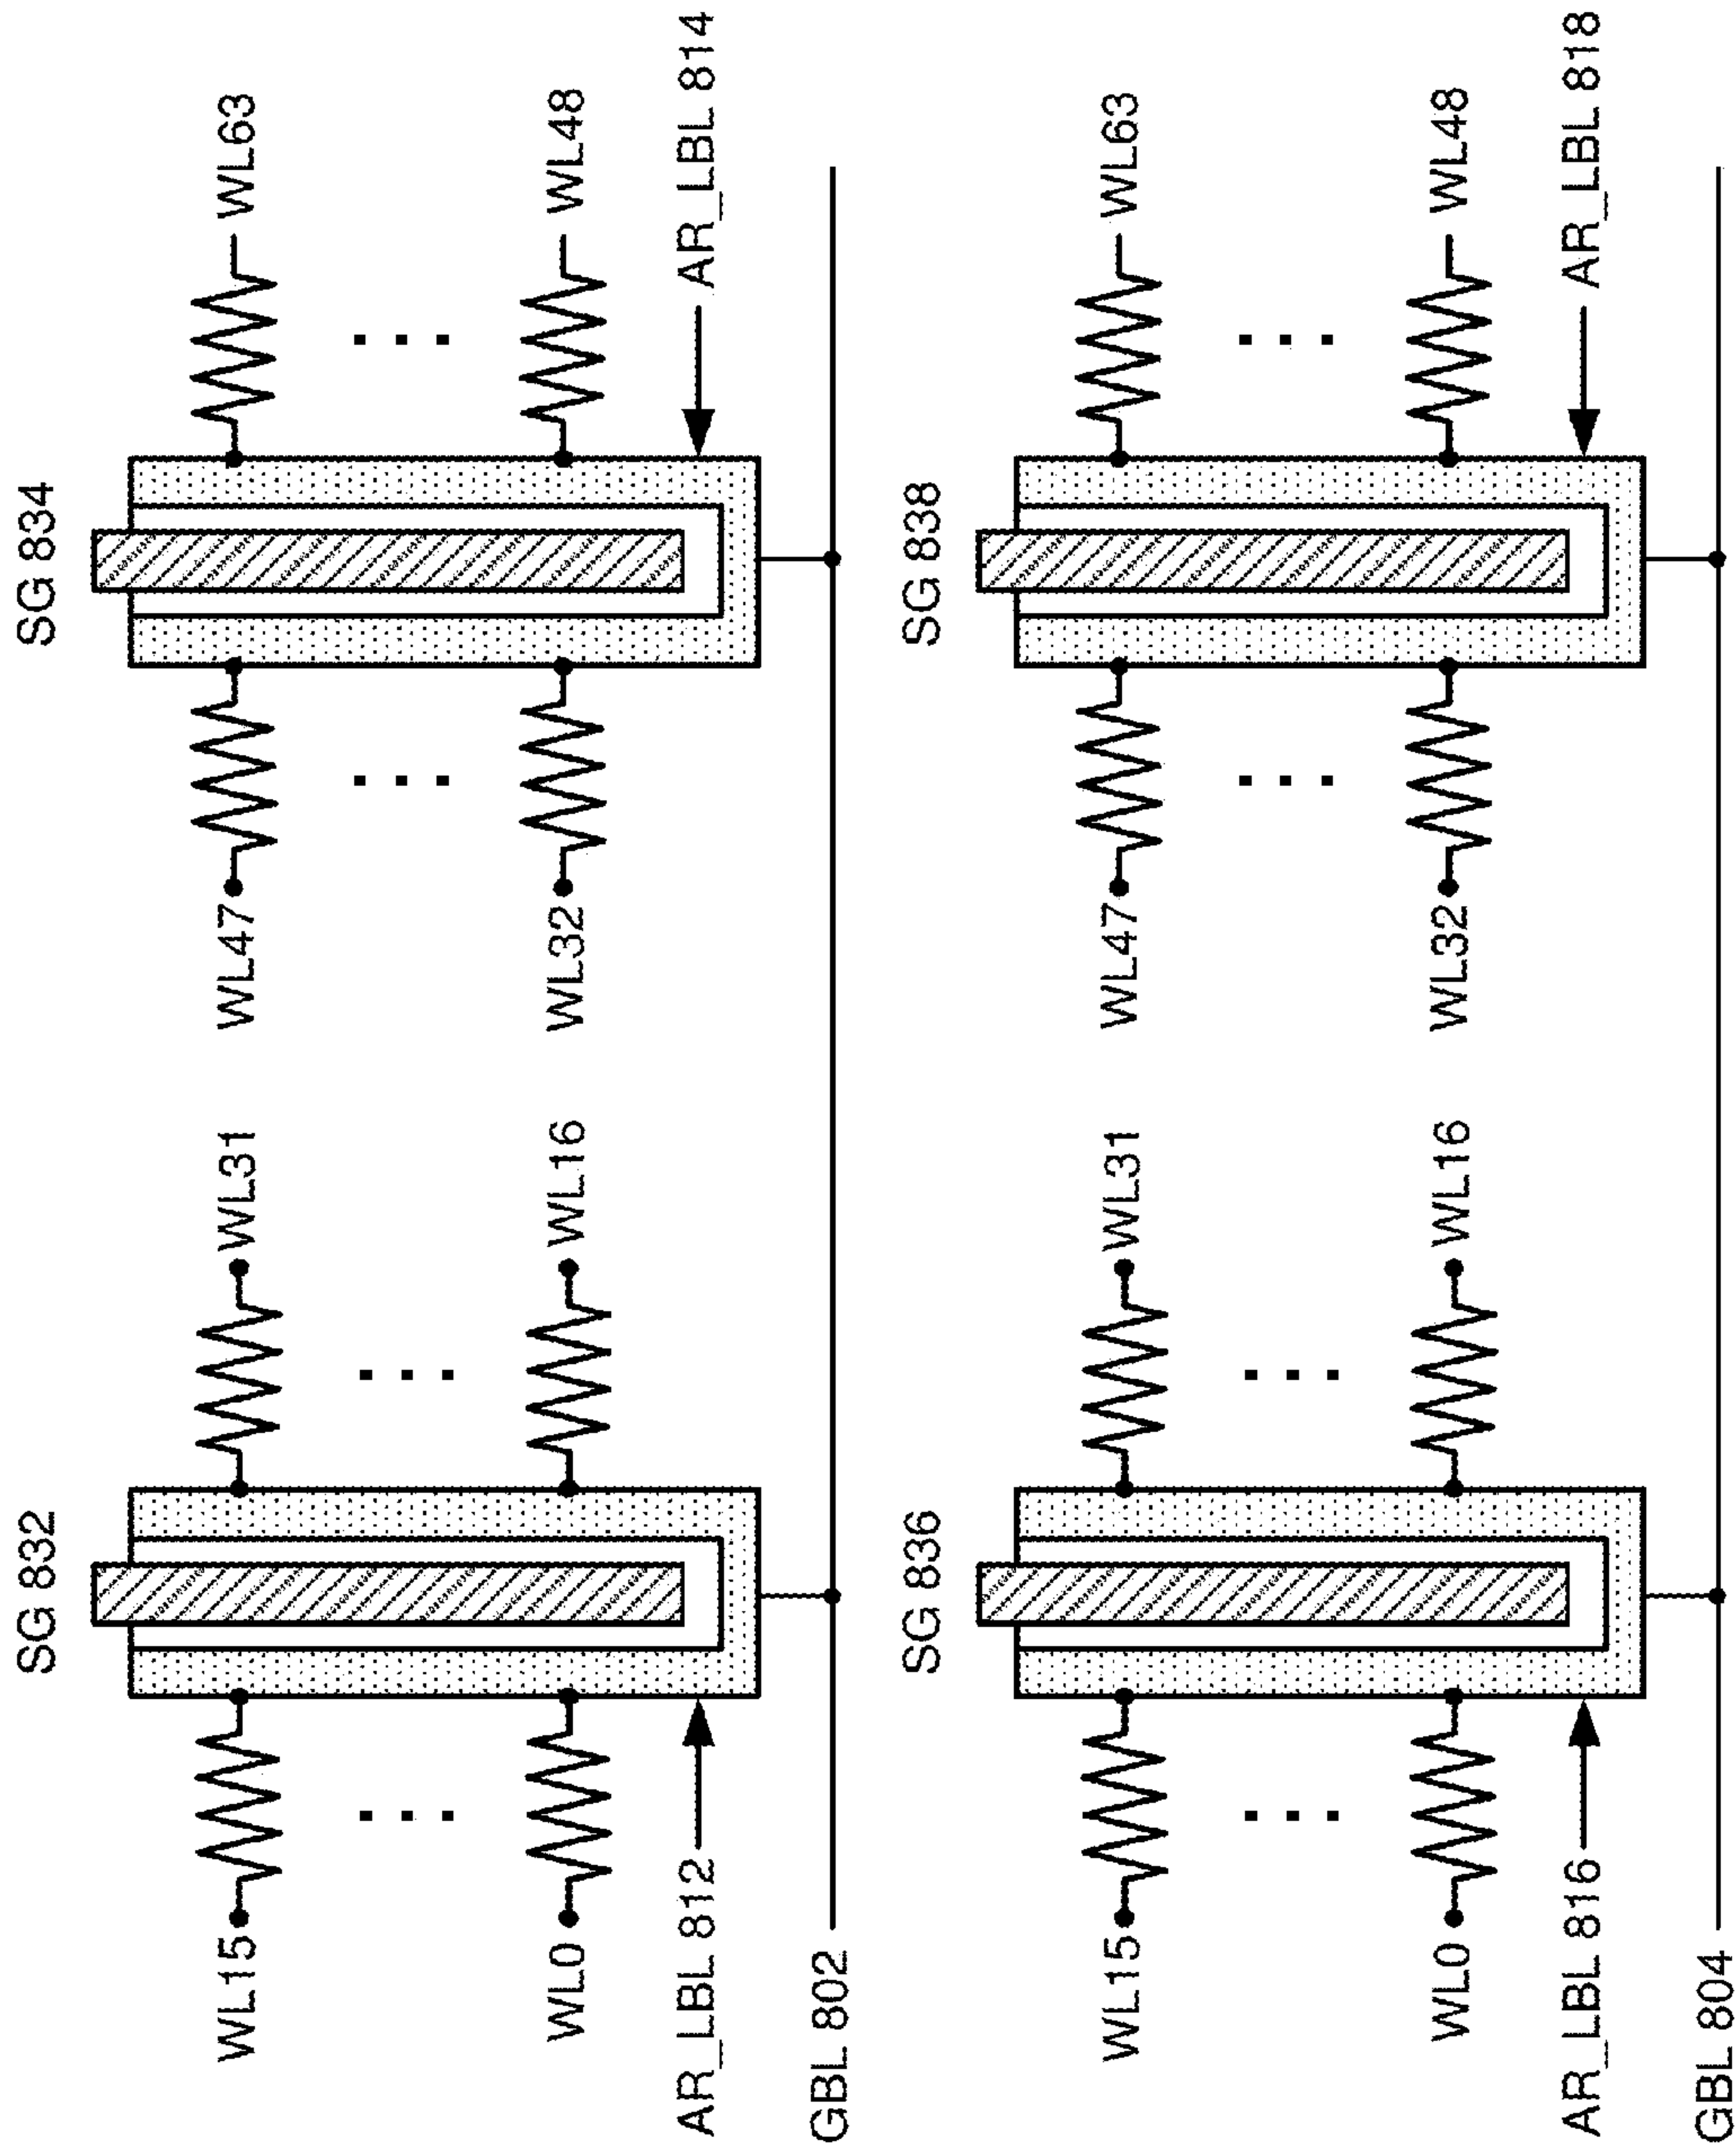 SG 832
SG 834
WL15
WL31
WL47
WL63
WL0
WL16
WL32
WL48
AR_LBL 812
AR_LBL 814
GBL 802
SG 836
SG 838
WL15
WL31
WL47
WL63
WL0
WL16
WL32
WL48
AR_LBL 816
AR_LBL 818
GBL 804